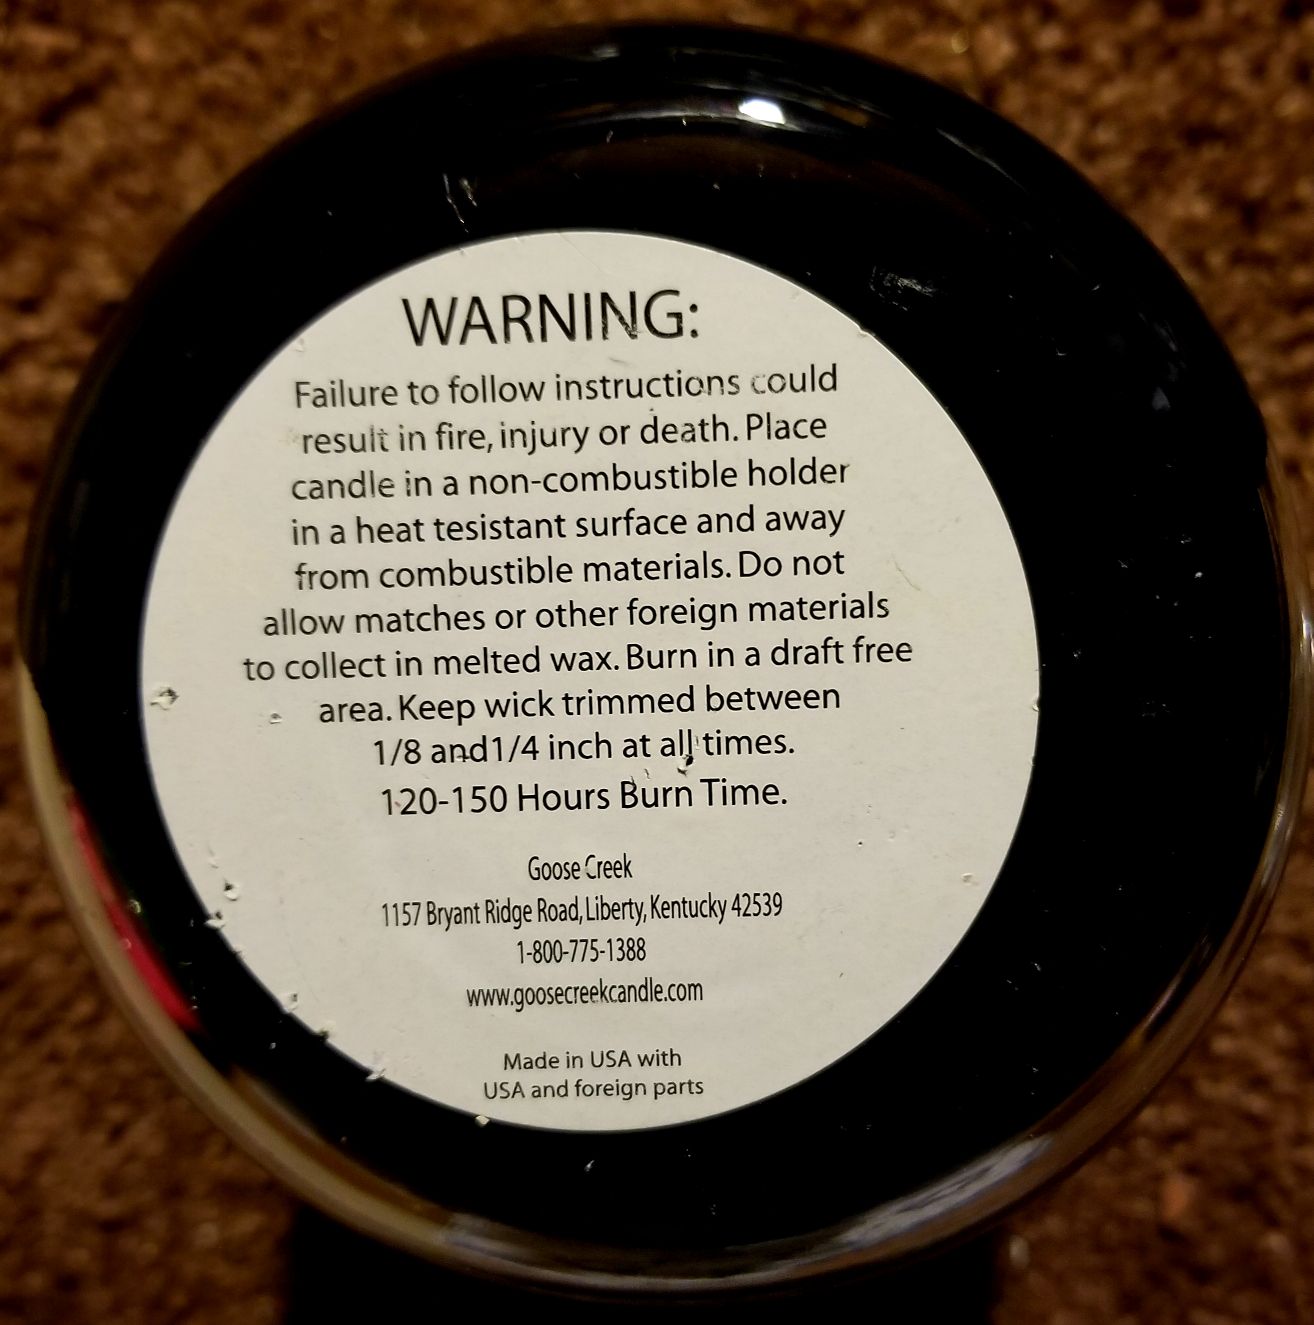 WARNING:
Failure to follow instructions could
result in fire, injury or death. Place
candle in a non-combustible holder
in a heat tesistant surface and away
from combustible materials. Do not
allow matches or other foreign materials
to collect in melted wax. Burn in a draft free
area. Keep wick trimmed between
1/8 and1/4 inch at all times.
120-150 Hours Burn Time.
Goose Creek
1157 Bryant Ridge Road, Liberty, Kentucky 42539
1-800-775-1388
www.goosecreekcandle.com
Made in USA with
USA and foreign parts